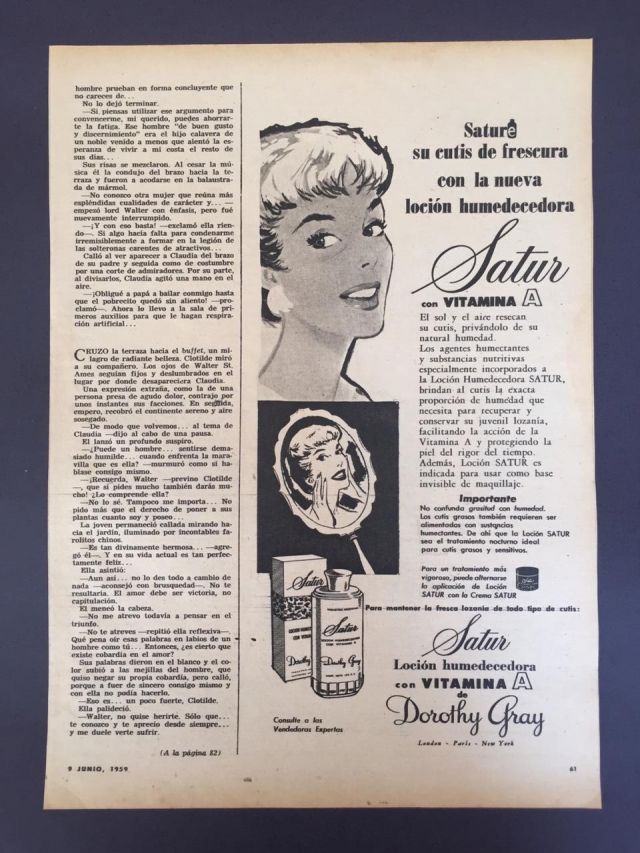 hombre prueban en forma concluyente que
no careces de...
No lo dejó terminar.
—Si piensas utilizar ese argumento para
convencerme, mi querido, puedes ahorrar-
te la fatiga. Ese hombre "de buen gusto
y discernimiento" era el hijo calavera de
un noble venido a menos que alentó la es-
peranza de vivir a mi costa el resto de
sus días...
Sus risas se mezclaron. Al cesar la mú-
sica él la condujo del brazo hacia la te-
rraza y fueron a acodarse en la balaustra-
da de mármol.
—No conozco otra mujer que reúna más
espléndidas cualidades de carácter y... —
empezó lord Walter con énfasis, pero fué
nuevamente interrumpido.
—¡Y con eso basta! —exclamó ella rien-
do—. Si algo hacía falta para condenarme
irremisiblemente a formar en la legión de
las solteronas carentes de atractivos...
Calló al ver aparecer a Claudia del brazo
de su padre y seguida como de costumbre
por una corte de admiradores. Por su parte,
al divisarlos, Claudia agitó una mano en el
aire.
—¡Obligué a papá a bailar conmigo hasta
que el pobrecito quedó sin aliento! —pro-
clamó—. Ahora lo llevo a la sala de pri-
meros auxilios para que le hagan respira-
ción artificial...
CRUZO la terraza hacia el buffet, un mi-
lagro de radiante belleza. Clotilde miró
a su compañero. Los ojos de Walter St.
Ames seguían fijos y deslumbrados en el
lugar por donde desapareciera Claudia.
Una expresión extraña, como la de una
persona presa de agudo dolor, contrajo por
unos instantes sus facciones. En seguida,
empero, recobró el continente sereno y aire
sosegado.
—De modo que volvemos... al tema de
Claudia —dijo al cabo de una pausa.
El lanzó un profundo suspiro.
—¿Puede un hombre... sentirse dema-
siado humilde... cuando enfrenta la mara-
villa que es ella? —murmuró como si ha-
blase consigo mismo.
—¡Recuerda, Walter —previno Clotilde
—, que si pides mucho también darás mu-
cho! ¿Lo comprende ella?
—No lo sé. Tampoco me importa... No
pido más que el derecho de poner a sus
plantas cuanto soy y poseo...
La joven permaneció callada mirando ha-
cia el jardín, iluminado por incontables fa-
rolitos chinos.
—Es tan divinamente hermosa... —agre-
gó él—. Y en su vida actual es tan perfec-
tamente feliz...
Ella asintió:
—Aun así... no lo des todo a cambio de
nada —aconsejó con brusquedad—. No te
resultaría. El amor debe ser victoria, no
capitulación.
El meneó la cabeza.
—No me atrevo todavía a pensar en el
triunfo.
—No te atreves —repitió ella reflexiva—.
Qué pena oír esas palabras en labios de un
hombre como tú... Entonces, ¿es cierto que
existe cobardía en el amor?
Sus palabras dieron en el blanco y el co-
lor subió a las mejillas del hombre, que
quiso negar su propia cobardía, pero calló,
porque a fuer de sincero consigo mismo y
con ella no podía hacerlo.
—Eso es... un poco fuerte, Clotilde.
Ella palideció.
—Walter, no quise herirte. Sólo que...
te conozco y te aprecio desde siempre...
y me duele verte sufrir.
(A la página 82)
9 JUNIO, 1959
Sature
su cutis de frescura
con la nueva
loción humedecedora
Satur
con VITAMINA A
El sol y el aire resecan
su cutis, privándolo de su
natural humedad.
Los agentes humectantes
y substancias nutritivas
especialmente incorporados a
la Loción Humedecedora SATUR,
brindan al cutis la exacta
proporción de humedad que
necesita para recuperar y
conservar su juvenil lozanía,
facilitando la acción de la
Vitamina A y protegiendo la
piel del rigor del tiempo.
Además, Loción SATUR es
indicada para usar como base
invisible de maquillaje.
Importante
No confunda grasitud con humedad.
Los cutis grasos también requieren ser
alimentados con sustancias
humectantes. De ahí que la Loción SATUR
sea el tratamiento nocturno ideal
para cutis grasos y sensitivos.
Para un tratamiento más
vigoroso, puede alternarse
la aplicación de Loción
SATUR con la Crema SATUR
Para mantener la fresca lozanía de todo tipo de cutis:
Satur
Loción humedecedora
con VITAMINA A
de
Dorothy Gray
London - Paris - New York
Satur
Dorothy
Satur
Dorothy Gray
Consulte a las
Vendedoras Expertas
61